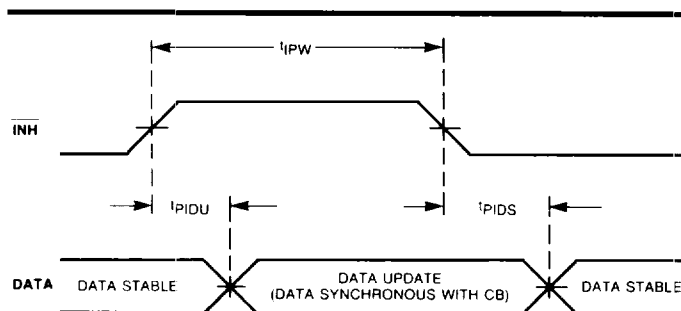 tIPW
INH
tPIDU
tPIDS
DATA
DATA STABLE
DATA UPDATE
(DATA SYNCHRONOUS WITH CB)
DATA STABLE